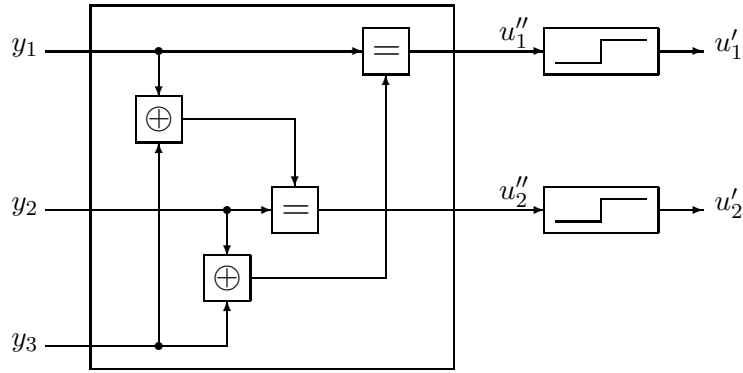 y₁ = u₁″ u₁′
⊕
y₂ = u₂″ u₂′
⊕
y₃